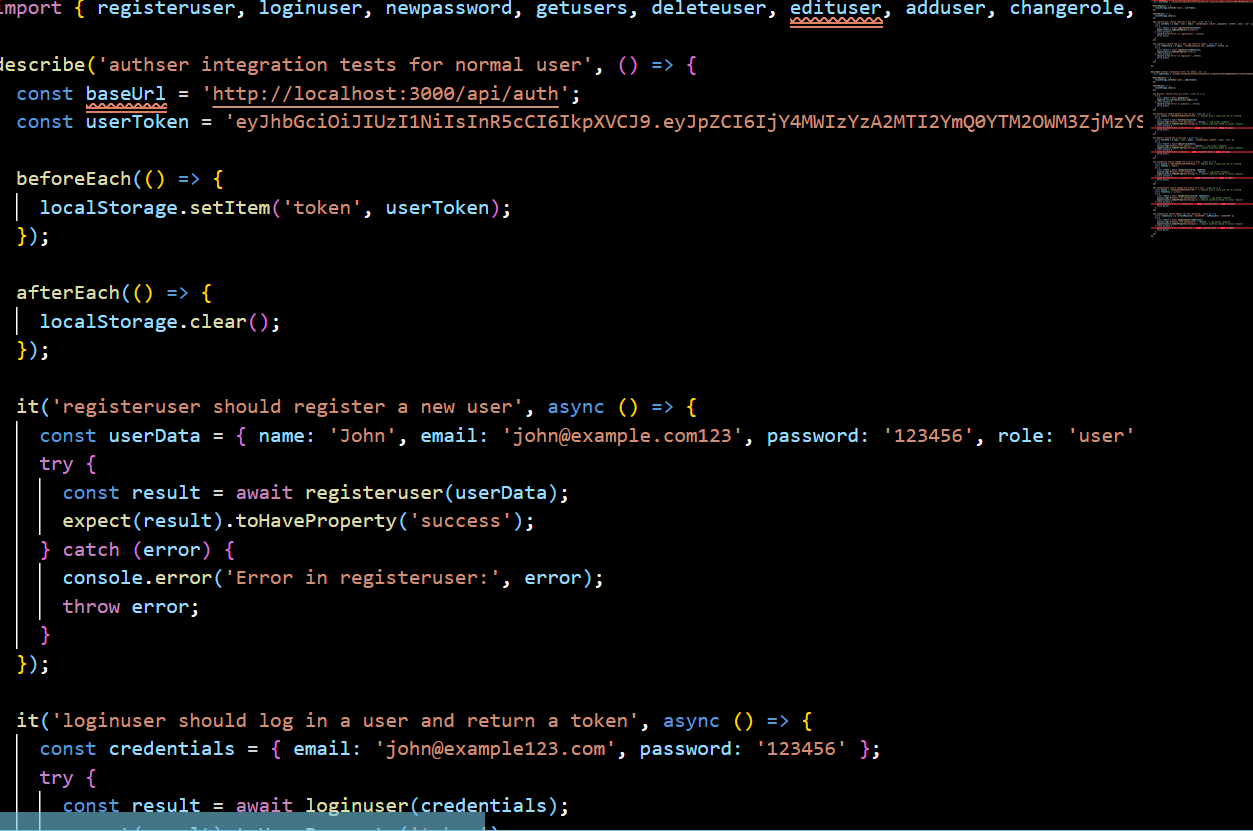 import { registeruser, loginuser, newpassword, getusers, deleteuser, edituser, adduser, changerole,
describe('authser integration tests for normal user', () => {
const baseUrl = 'http://localhost:3000/api/auth';
const userToken = 'eyJhbGciOiJIUzI1NiIsInR5cCI6IkpXVCJ9.eyJpZCI6IjY4MWIzYzA2MTI2YmQ0YTM2OWM3ZjMzYS
beforeEach(() => {
localStorage.setItem('token', userToken);
});
afterEach(() => {
localStorage.clear();
});
it('registeruser should register a new user', async () => {
const userData = { name: 'John', email: 'john@example.com123', password: '123456', role: 'user'
try {
const result = await registeruser(userData);
expect(result).toHaveProperty('success');
} catch (error) {
console.error('Error in registeruser:', error);
throw error;
}
});
it('loginuser should log in a user and return a token', async () => {
const credentials = { email: 'john@example123.com', password: '123456' };
try {
const result = await loginuser(credentials);